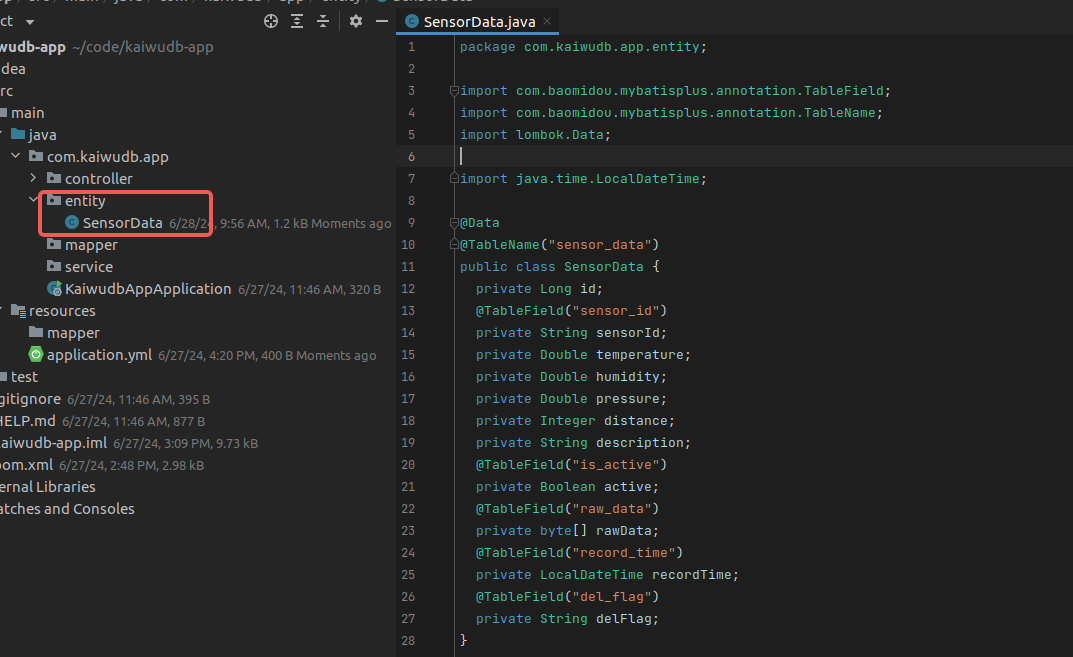 ct
wudb-app ~/code/kaiwudb-app
dea
rc
main
java
com.kaiwudb.app
controller
entity
SensorData 6/28/24, 9:56 AM, 1.2 kB Moments ago
mapper
service
KaiwudbAppApplication 6/27/24, 11:46 AM, 320 B
resources
mapper
application.yml 6/27/24, 4:20 PM, 400 B Moments ago
test
gitignore 6/27/24, 11:46 AM, 395 B
HELP.md 6/27/24, 11:46 AM, 877 B
aiwudb-app.iml 6/27/24, 3:09 PM, 9.73 kB
pom.xml 6/27/24, 2:48 PM, 2.98 kB
ernal Libraries
atches and Consoles
SensorData.java
1 package com.kaiwudb.app.entity;
2
3 import com.baomidou.mybatisplus.annotation.TableField;
4 import com.baomidou.mybatisplus.annotation.TableName;
5 import lombok.Data;
6
7 import java.time.LocalDateTime;
8
9 @Data
10 @TableName("sensor_data")
11 public class SensorData {
12 private Long id;
13 @TableField("sensor_id")
14 private String sensorId;
15 private Double temperature;
16 private Double humidity;
17 private Double pressure;
18 private Integer distance;
19 private String description;
20 @TableField("is_active")
21 private Boolean active;
22 @TableField("raw_data")
23 private byte[] rawData;
24 @TableField("record_time")
25 private LocalDateTime recordTime;
26 @TableField("del_flag")
27 private String delFlag;
28 }